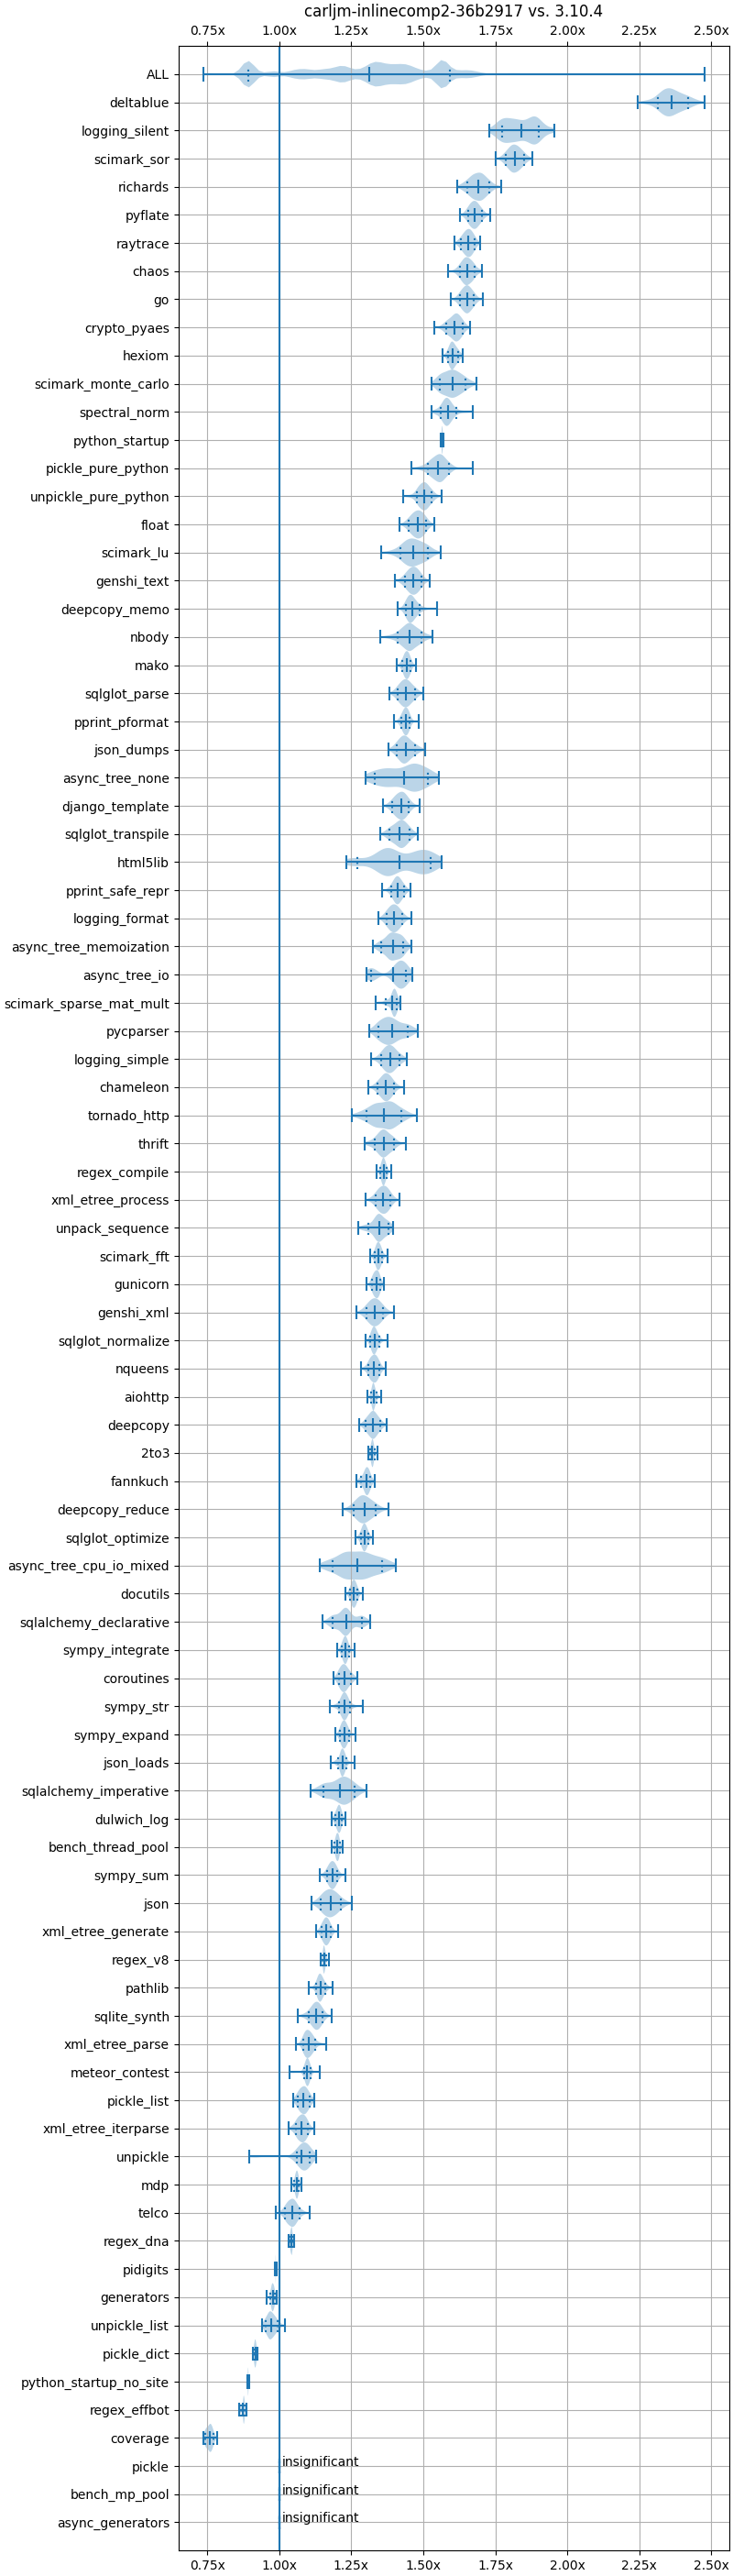 carljm-inlinecomp2-36b2917 vs. 3.10.4
0.75x 1.00x 1.25x 1.50x 1.75x 2.00x 2.25x 2.50x
ALL
deltablue
logging_silent
scimark_sor
richards
pyflate
raytrace
chaos
go
crypto_pyaes
hexiom
scimark_monte_carlo
spectral_norm
python_startup
pickle_pure_python
unpickle_pure_python
float
scimark_lu
genshi_text
deepcopy_memo
nbody
mako
sqlglot_parse
pprint_pformat
json_dumps
async_tree_none
django_template
sqlglot_transpile
html5lib
pprint_safe_repr
logging_format
async_tree_memoization
async_tree_io
scimark_sparse_mat_mult
pycparser
logging_simple
chameleon
tornado_http
thrift
regex_compile
xml_etree_process
unpack_sequence
scimark_fft
gunicorn
genshi_xml
sqlglot_normalize
nqueens
aiohttp
deepcopy
2to3
fannkuch
deepcopy_reduce
sqlglot_optimize
async_tree_cpu_io_mixed
docutils
sqlalchemy_declarative
sympy_integrate
coroutines
sympy_str
sympy_expand
json_loads
sqlalchemy_imperative
dulwich_log
bench_thread_pool
sympy_sum
json
xml_etree_generate
regex_v8
pathlib
sqlite_synth
xml_etree_parse
meteor_contest
pickle_list
xml_etree_iterparse
unpickle
mdp
telco
regex_dna
pidigits
generators
unpickle_list
pickle_dict
python_startup_no_site
regex_effbot
coverage
pickle insignificant
bench_mp_pool insignificant
async_generators insignificant
0.75x 1.00x 1.25x 1.50x 1.75x 2.00x 2.25x 2.50x